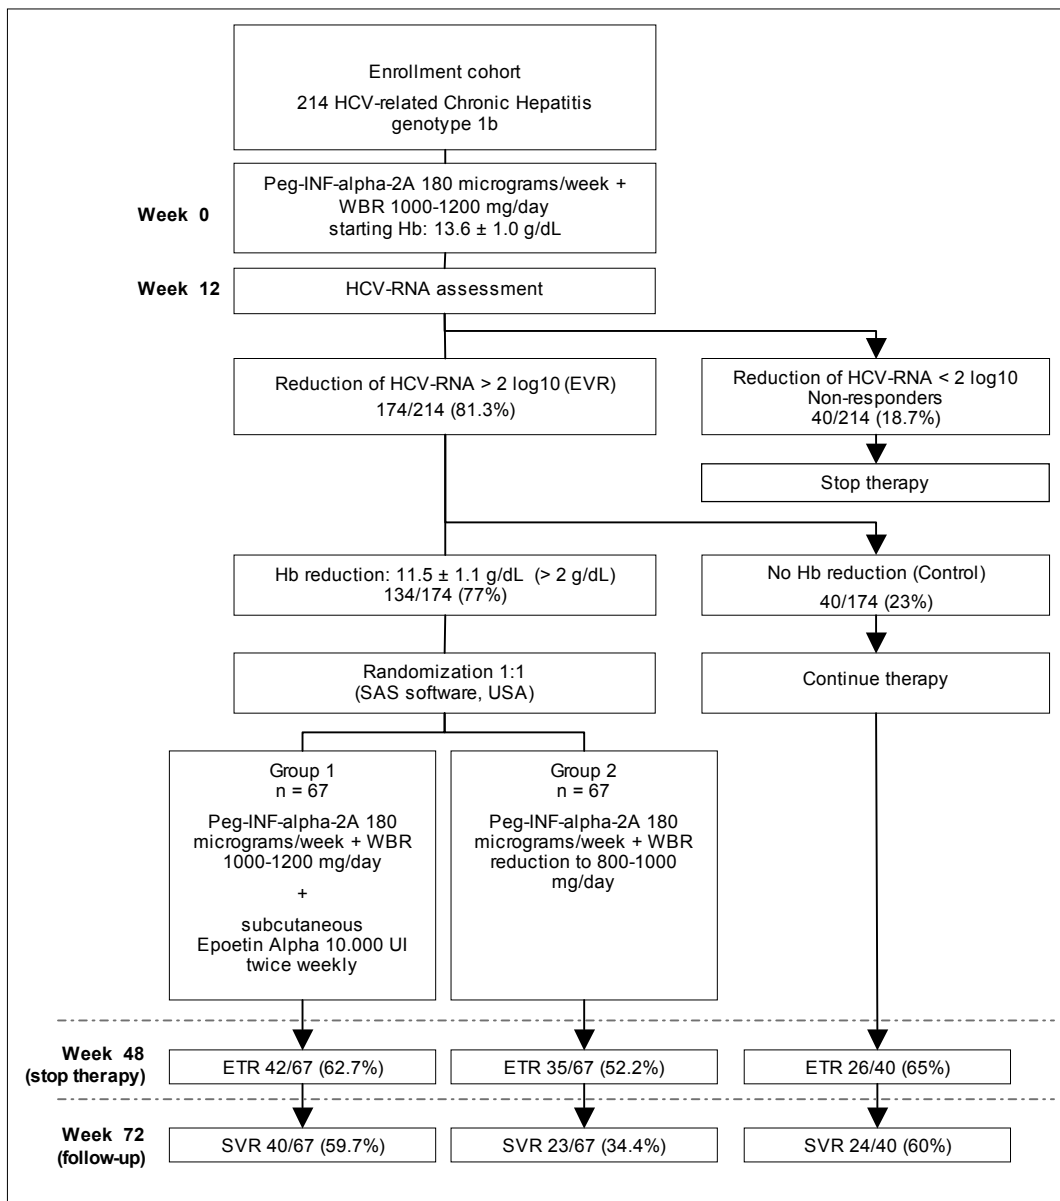 Enrollment cohort
214 HCV-related Chronic Hepatitis
genotype 1b
Week 0
Peg-INF-alpha-2A 180 micrograms/week +
WBR 1000-1200 mg/day
starting Hb: 13.6 ± 1.0 g/dL
Week 12
HCV-RNA assessment
Reduction of HCV-RNA > 2 log10 (EVR)
174/214 (81.3%)
Reduction of HCV-RNA < 2 log10
Non-responders
40/214 (18.7%)
Stop therapy
Hb reduction: 11.5 ± 1.1 g/dL (> 2 g/dL)
134/174 (77%)
No Hb reduction (Control)
40/174 (23%)
Randomization 1:1
(SAS software, USA)
Continue therapy
Group 1
n = 67
Peg-INF-alpha-2A 180
micrograms/week + WBR
1000-1200 mg/day
+
subcutaneous
Epoetin Alpha 10.000 UI
twice weekly
Group 2
n = 67
Peg-INF-alpha-2A 180
micrograms/week + WBR
reduction to 800-1000
mg/day
Week 48
(stop therapy)
ETR 42/67 (62.7%)
ETR 35/67 (52.2%)
ETR 26/40 (65%)
Week 72
(follow-up)
SVR 40/67 (59.7%)
SVR 23/67 (34.4%)
SVR 24/40 (60%)